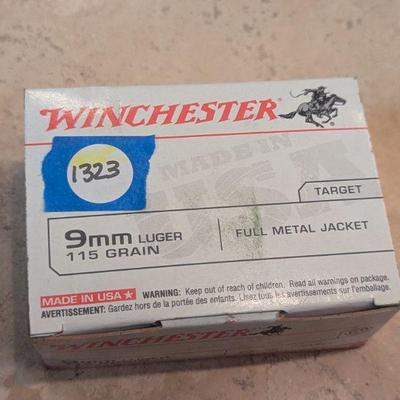 WINCHESTER
1323
MADE IN
USA
TARGET
9mm LUGER
115 GRAIN
FULL METAL JACKET
MADE IN USA★
WARNING: Keep out of reach of children. Read all warnings on package.
AVERTISSEMENT: Gardez hors de la portée des enfants. Lisez tous les avertissements sur l'emballage.